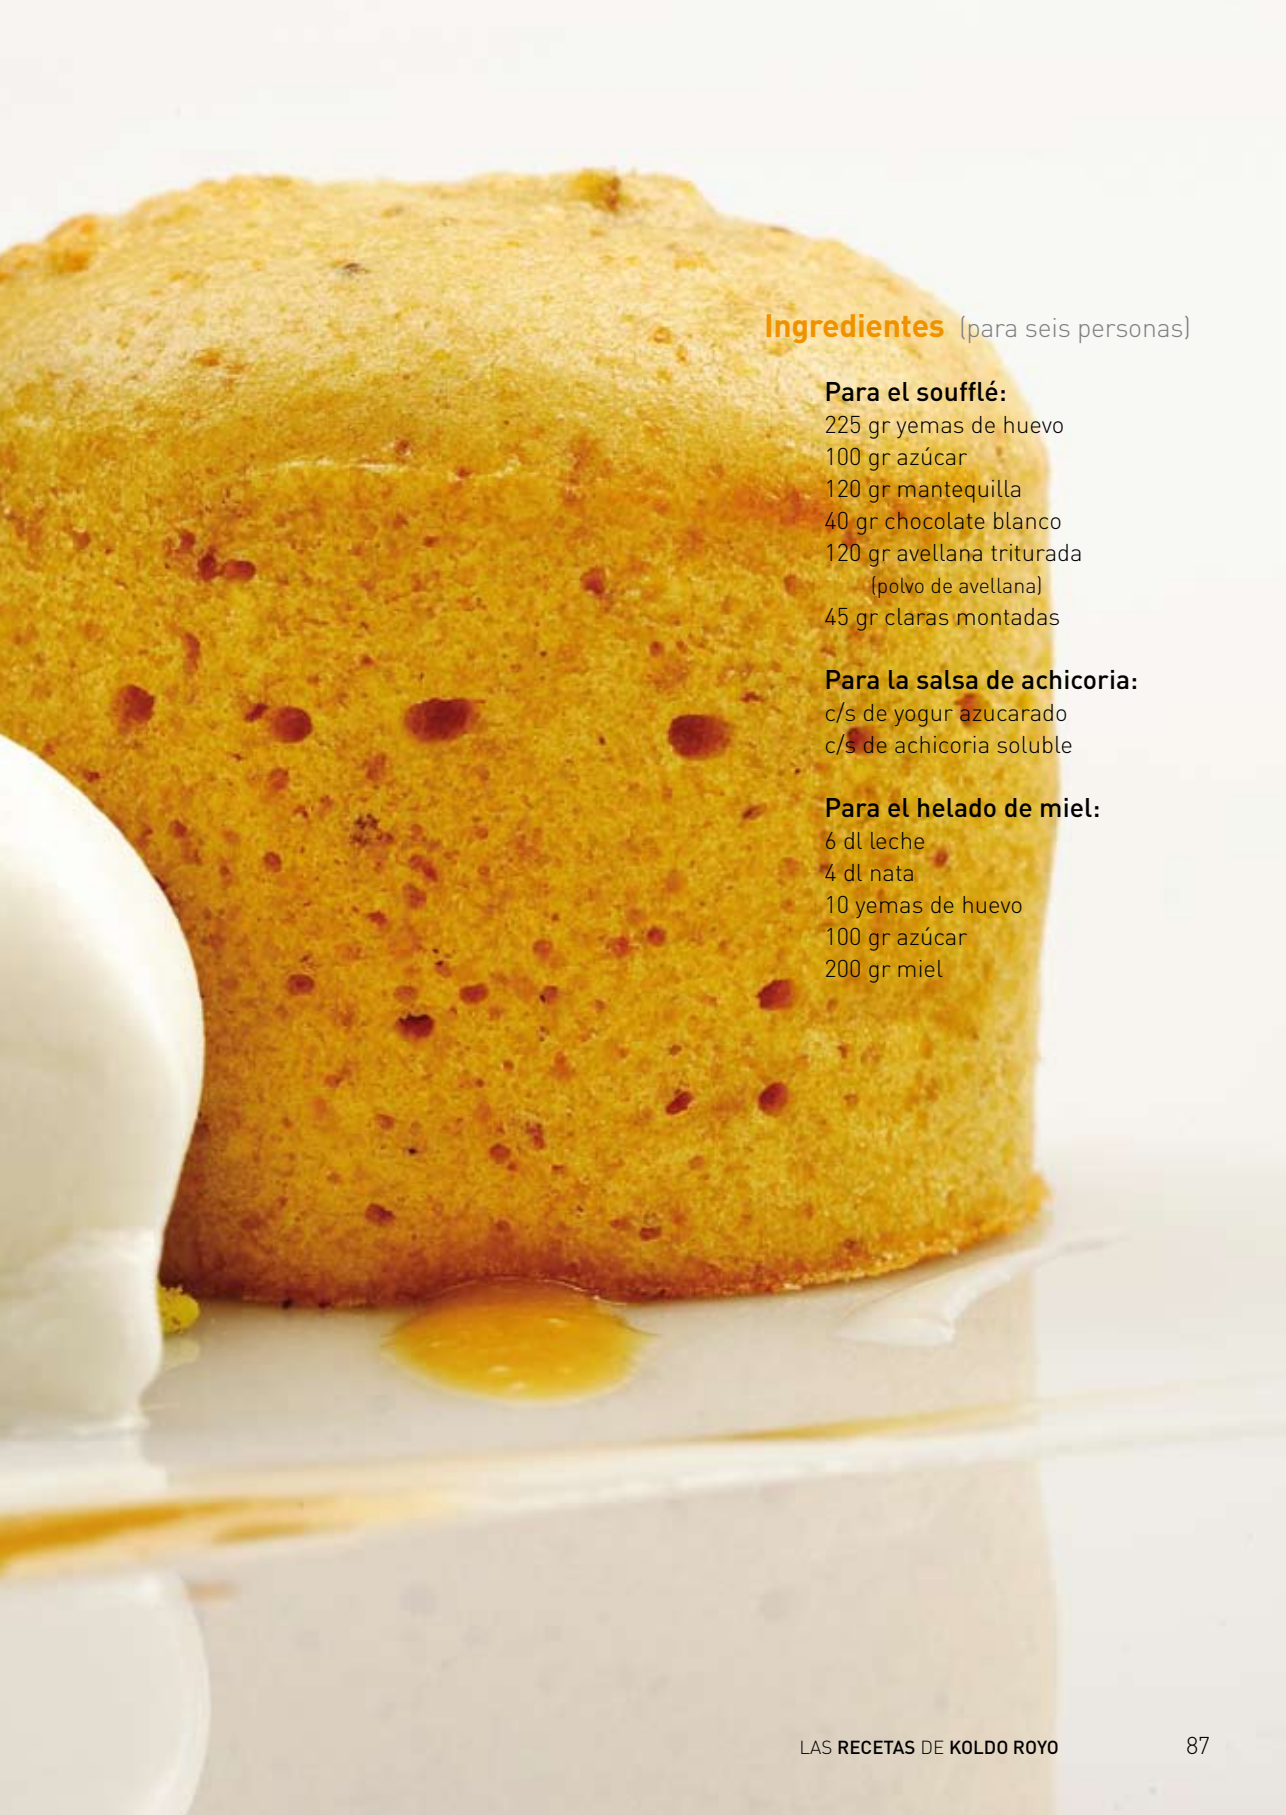 Ingredientes (para seis personas)
Para el soufflé:
225 gr yemas de huevo
100 gr azúcar
120 gr mantequilla
40 gr chocolate blanco
120 gr avellana triturada
(polvo de avellana)
45 gr claras montadas
Para la salsa de achicoria:
c/s de yogur azucarado
c/s de achicoria soluble
Para el helado de miel:
6 dl leche
4 dl nata
10 yemas de huevo
100 gr azúcar
200 gr miel
LAS RECETAS DE KOLDO ROYO 87